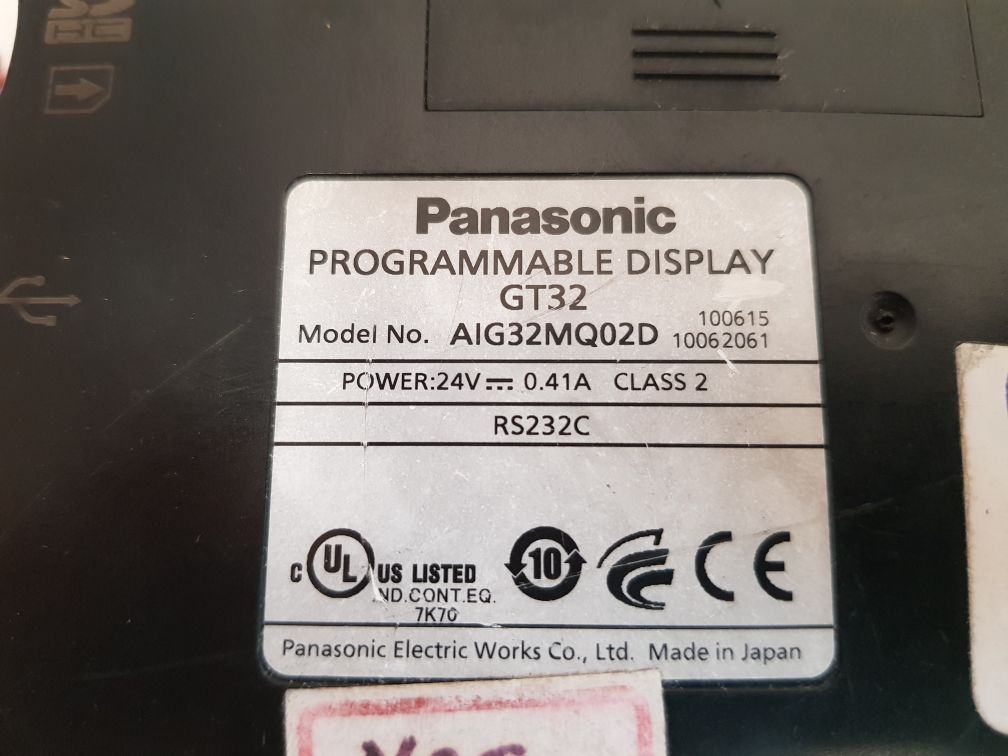 Panasonic
PROGRAMMABLE DISPLAY
GT32
100615
Model No. AIG32MQ02D 10062061
POWER:24V⎓ 0.41A CLASS 2
RS232C
C UL US LISTED
IND.CONT.EQ.
7K70
10
CE
Panasonic Electric Works Co., Ltd. Made in Japan